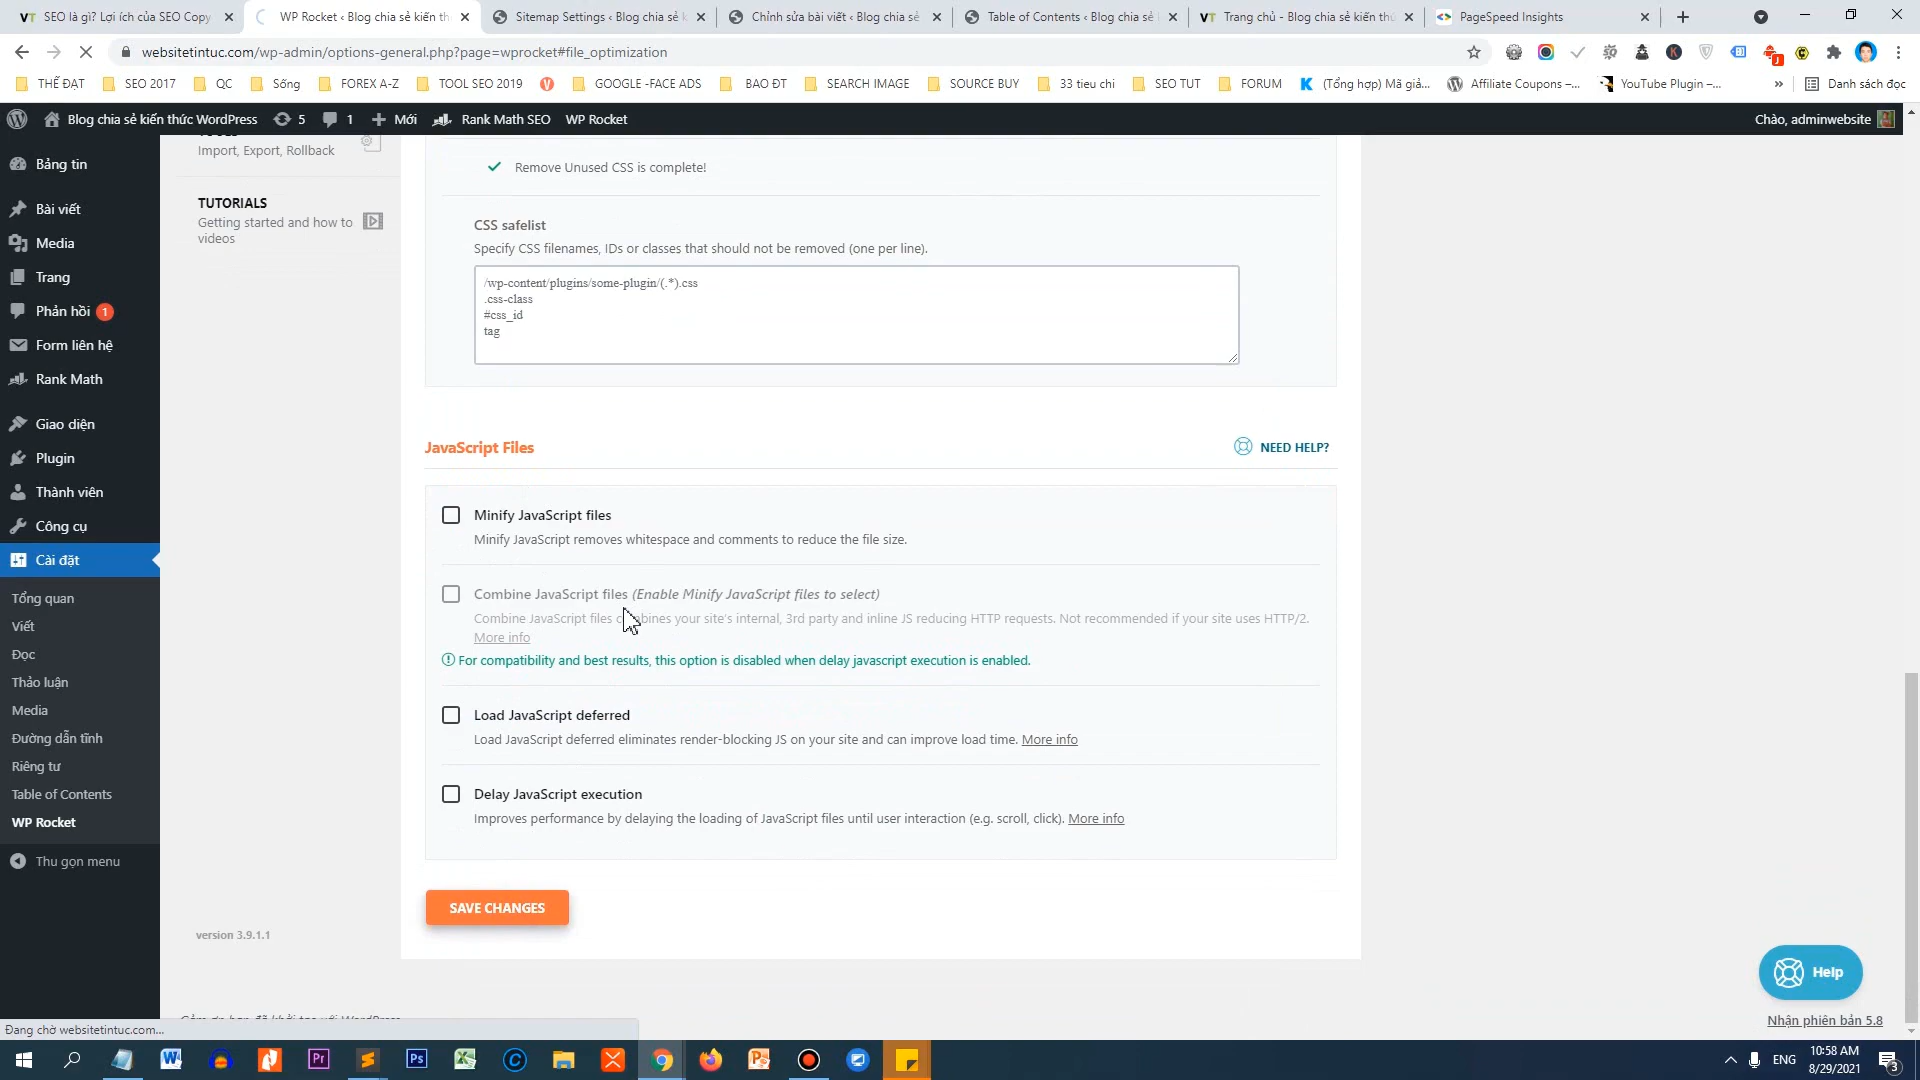 SEO là gì? Lợi ích của SEO Copy
WP Rocket ‹ Blog chia sẻ kiến th
Sitemap Settings ‹ Blog chia sẻ k
Chỉnh sửa bài viết ‹ Blog chia sẻ
Table of Contents ‹ Blog chia sẻ
Trang chủ - Blog chia sẻ kiến thứ
PageSpeed Insights
websitetintuc.com/wp-admin/options-general.php?page=wprocket#file_optimization
THẾ ĐẠT
SEO 2017
QC
Sống
FOREX A-Z
TOOL SEO 2019
GOOGLE -FACE ADS
BAO ĐT
SEARCH IMAGE
SOURCE BUY
33 tieu chi
SEO TUT
FORUM
(Tổng hợp) Mã giả...
Affiliate Coupons –...
YouTube Plugin –...
»
Danh sách đọc
Blog chia sẻ kiến thức WordPress
5
1
Mới
Rank Math SEO
WP Rocket
Chào, adminwebsite
Bảng tin
Bài viết
Media
Trang
Phản hồi 1
Form liên hệ
Rank Math
Giao diện
Plugin
Thành viên
Công cụ
Cài đặt
Tổng quan
Viết
Đọc
Thảo luận
Media
Đường dẫn tĩnh
Riêng tư
Table of Contents
WP Rocket
Thu gọn menu
TOOLS
Import, Export, Rollback
TUTORIALS
Getting started and how to
videos
version 3.9.1.1
Remove Unused CSS is complete!
CSS safelist
Specify CSS filenames, IDs or classes that should not be removed (one per line).
/wp-content/plugins/some-plugin/(.*).css
.css-class
#css_id
tag
JavaScript Files
NEED HELP?
Minify JavaScript files
Minify JavaScript removes whitespace and comments to reduce the file size.
Combine JavaScript files (Enable Minify JavaScript files to select)
Combine JavaScript files combines your site's internal, 3rd party and inline JS reducing HTTP requests. Not recommended if your site uses HTTP/2.
More info
For compatibility and best results, this option is disabled when delay javascript execution is enabled.
Load JavaScript deferred
Load JavaScript deferred eliminates render-blocking JS on your site and can improve load time. More info
Delay JavaScript execution
Improves performance by delaying the loading of JavaScript files until user interaction (e.g. scroll, click). More info
SAVE CHANGES
Help
Cảm ơn bạn đã khởi tạo với WordPress
Nhận phiên bản 5.8
Đang chờ websitetintuc.com...
ENG
10:58 AM
8/29/2021
3